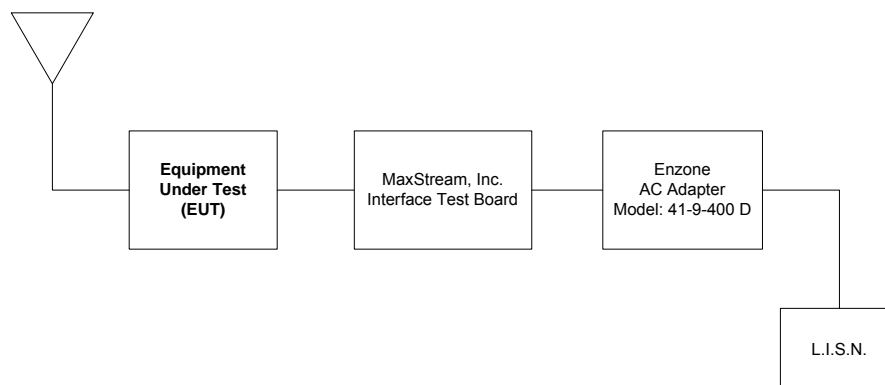 Equipment
Under Test
(EUT)
MaxStream, Inc.
Interface Test Board
Enzone
AC Adapter
Model: 41-9-400 D
L.I.S.N.